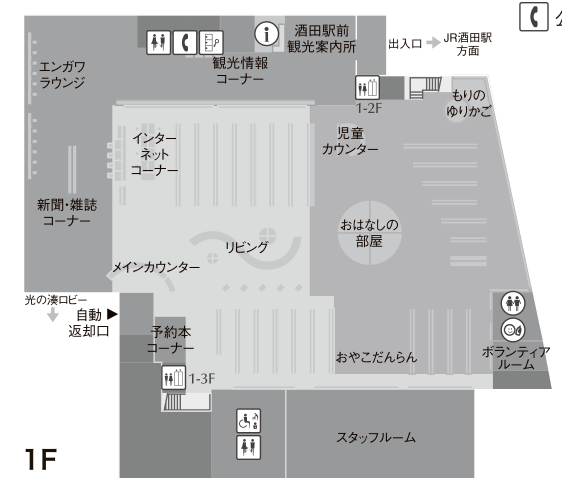 公
酒田駅前
観光案内所
出入口
JR酒田駅
方面
エンガワ
ラウンジ
観光情報
コーナー
1-2F
もりの
ゆりかご
インター
ネット
コーナー
児童
カウンター
新聞・雑誌
コーナー
おはなしの
部屋
リビング
メインカウンター
光の湊ロビー
自動
返却口
予約本
コーナー
おやこだんらん
ボランティア
ルーム
1-3F
スタッフルーム
1F